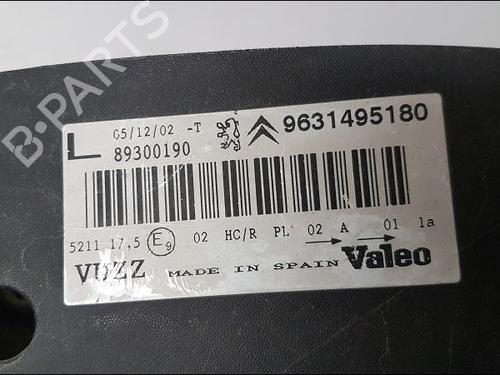 05/12/02 -T
L 89300190
9631495180
5211 17,5 E9 02 HC/R PL 02 A 01 1a
VUZZ MADE IN SPAIN Valeo
B-PARTS